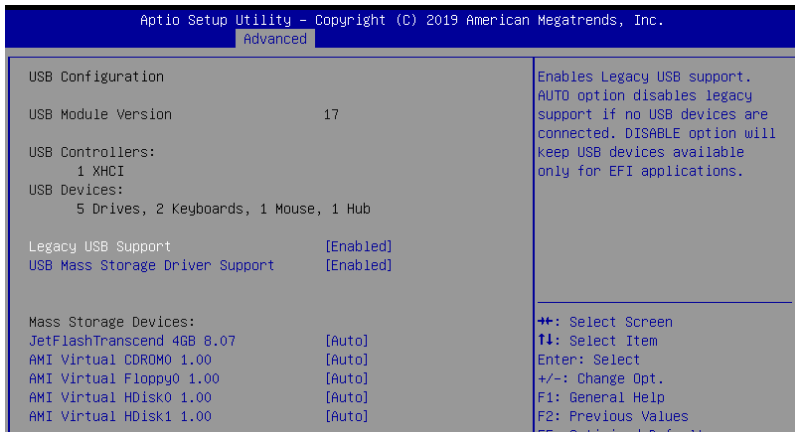 Aptio Setup Utility – Copyright (C) 2019 American Megatrends, Inc.
Advanced
USB Configuration
USB Module Version 17
USB Controllers:
1 XHCI
USB Devices:
5 Drives, 2 Keyboards, 1 Mouse, 1 Hub
Legacy USB Support [Enabled]
USB Mass Storage Driver Support [Enabled]
Mass Storage Devices:
JetFlashTranscend 4GB 8.07 [Auto]
AMI Virtual CDROM0 1.00 [Auto]
AMI Virtual Floppy0 1.00 [Auto]
AMI Virtual HDisk0 1.00 [Auto]
AMI Virtual HDisk1 1.00 [Auto]
Enables Legacy USB support.
AUTO option disables legacy
support if no USB devices are
connected. DISABLE option will
keep USB devices available
only for EFI applications.
→←: Select Screen
↑↓: Select Item
Enter: Select
+/-: Change Opt.
F1: General Help
F2: Previous Values